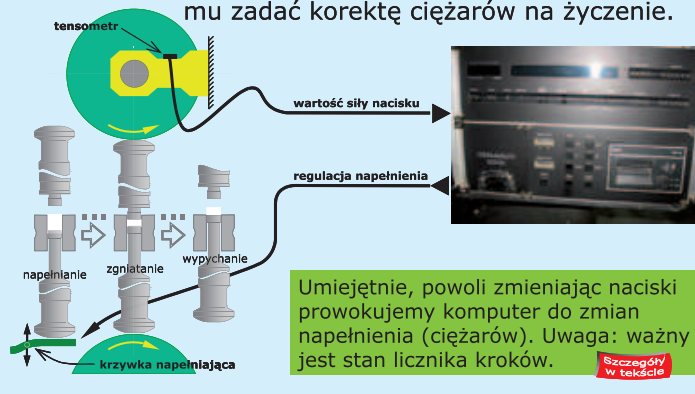 mu zadać korektę ciężarów na życzenie.
tensometr
wartość siły nacisku
regulacja napełnienia
napełnianie
zgniatanie
wypychanie
krzywka napełniająca
Umiejętnie, powoli zmieniając naciski
prowokujemy komputer do zmian
napełnienia (ciężarów). Uwaga: ważny
jest stan licznika kroków.
Szczegóły
w tekście